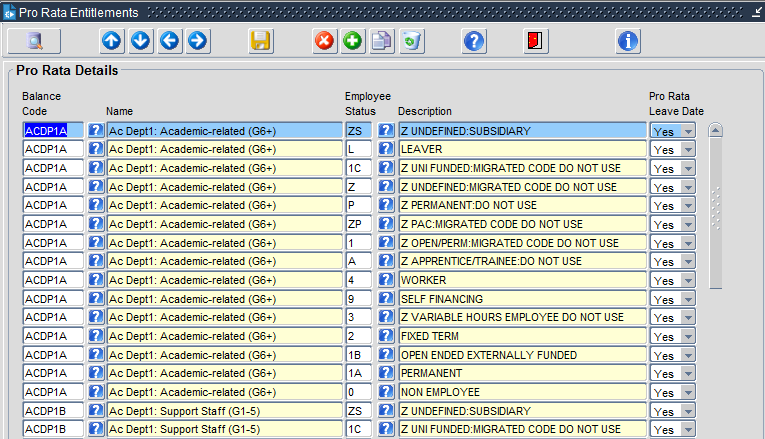 Pro Rata Entitlements
Pro Rata Details
Balance Employee Pro Rata
Code Name Status Description Leave Date
ACDP1A ? Ac Dept1: Academic-related (G6+) ZS ? Z UNDEFINED:SUBSIDIARY Yes
ACDP1A ? Ac Dept1: Academic-related (G6+) L ? LEAVER Yes
ACDP1A ? Ac Dept1: Academic-related (G6+) 1C ? Z UNI FUNDED:MIGRATED CODE DO NOT USE Yes
ACDP1A ? Ac Dept1: Academic-related (G6+) Z ? Z UNDEFINED:MIGRATED CODE DO NOT USE Yes
ACDP1A ? Ac Dept1: Academic-related (G6+) P ? Z PERMANENT:DO NOT USE Yes
ACDP1A ? Ac Dept1: Academic-related (G6+) ZP ? Z PAC:MIGRATED CODE DO NOT USE Yes
ACDP1A ? Ac Dept1: Academic-related (G6+) 1 ? Z OPEN/PERM:MIGRATED CODE DO NOT USE Yes
ACDP1A ? Ac Dept1: Academic-related (G6+) A ? Z APPRENTICE/TRAINEE:DO NOT USE Yes
ACDP1A ? Ac Dept1: Academic-related (G6+) 4 ? WORKER Yes
ACDP1A ? Ac Dept1: Academic-related (G6+) 9 ? SELF FINANCING Yes
ACDP1A ? Ac Dept1: Academic-related (G6+) 3 ? Z VARIABLE HOURS EMPLOYEE DO NOT USE Yes
ACDP1A ? Ac Dept1: Academic-related (G6+) 2 ? FIXED TERM Yes
ACDP1A ? Ac Dept1: Academic-related (G6+) 1B ? OPEN ENDED EXTERNALLY FUNDED Yes
ACDP1A ? Ac Dept1: Academic-related (G6+) 1A ? PERMANENT Yes
ACDP1A ? Ac Dept1: Academic-related (G6+) 0 ? NON EMPLOYEE Yes
ACDP1B ? Ac Dept1: Support Staff (G1-5) ZS ? Z UNDEFINED:SUBSIDIARY Yes
ACDP1B ? Ac Dept1: Support Staff (G1-5) 1C ? Z UNI FUNDED:MIGRATED CODE DO NOT USE Yes